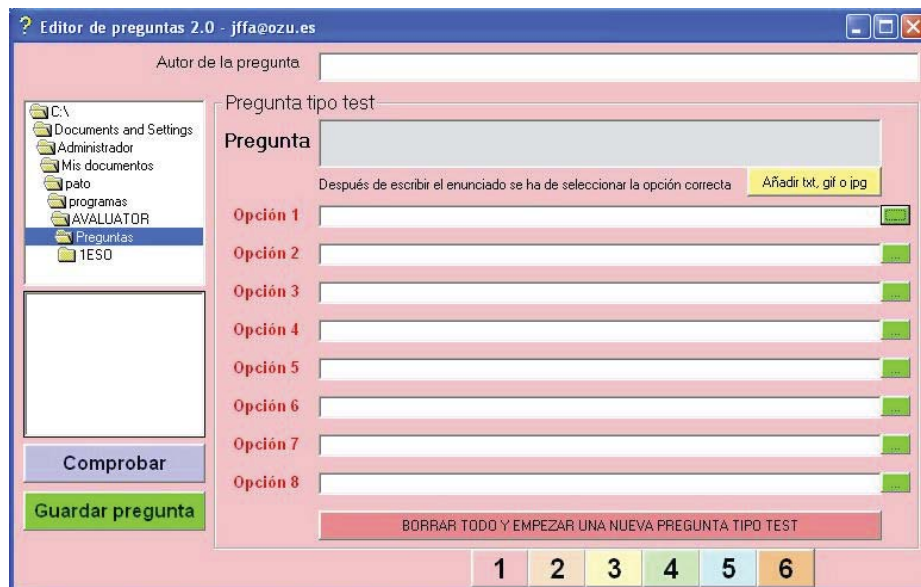 ? Editor de preguntas 2.0 - jffa@ozu.es
Autor de la pregunta
C:\
Documents and Settings
Administrador
Mis documentos
pato
programas
AVALUATOR
Preguntas
1ESO
Pregunta tipo test
Pregunta
Después de escribir el enunciado se ha de seleccionar la opción correcta
Añadir txt, gif o jpg
Opción 1
...
Opción 2
...
Opción 3
...
Opción 4
...
Opción 5
...
Opción 6
...
Opción 7
...
Opción 8
...
Comprobar
Guardar pregunta
BORRAR TODO Y EMPEZAR UNA NUEVA PREGUNTA TIPO TEST
1 2 3 4 5 6